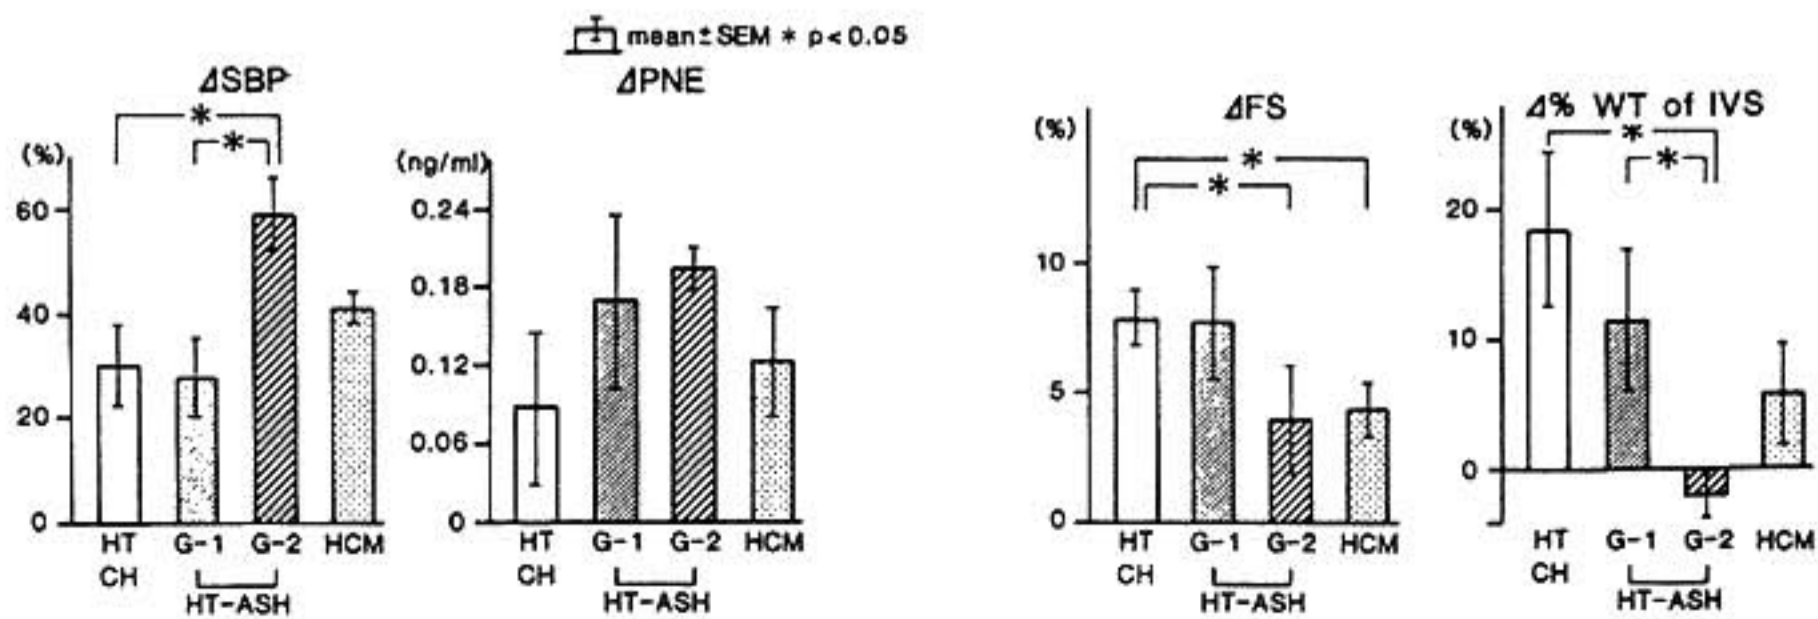 mean±SEM * p<0.05
ΔSBP
ΔPNE
ΔFS
Δ% WT of IVS
(%)
60
40
20
0
*
*
HT
CH
G-1
G-2
HCM
HT-ASH
(ng/ml)
0.24
0.18
0.12
0.06
0
HT
CH
G-1
G-2
HCM
HT-ASH
(%)
10
5
0
*
*
HT
CH
G-1
G-2
HCM
HT-ASH
(%)
20
10
0
*
*
HT
CH
G-1
G-2
HCM
HT-ASH